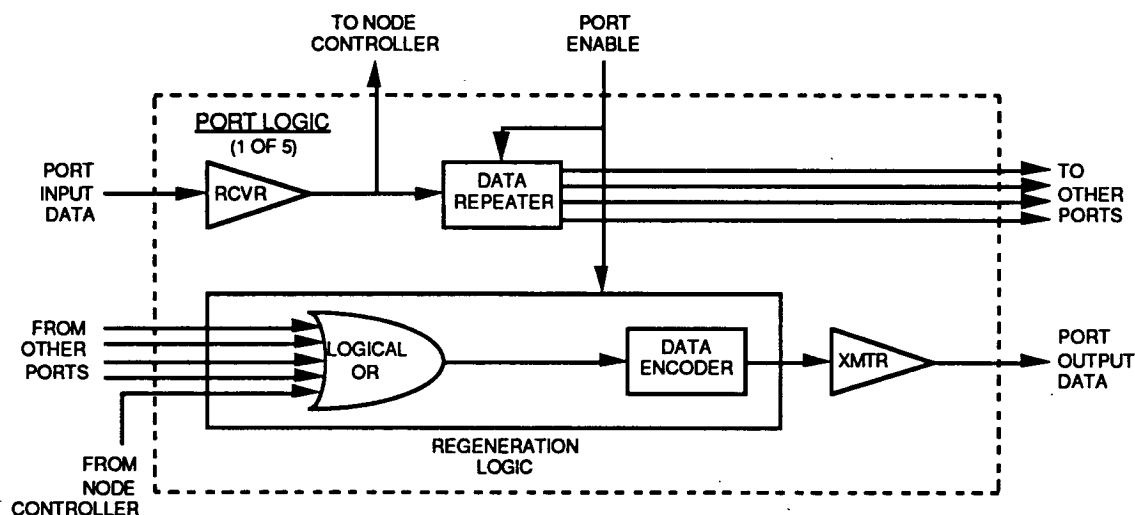 TO NODE
CONTROLLER
PORT
ENABLE
PORT LOGIC
(1 OF 5)
PORT
INPUT
DATA
RCVR
DATA
REPEATER
TO
OTHER
PORTS
FROM
OTHER
PORTS
LOGICAL
OR
DATA
ENCODER
XMTR
PORT
OUTPUT
DATA
REGENERATION
LOGIC
FROM
NODE
CONTROLLER